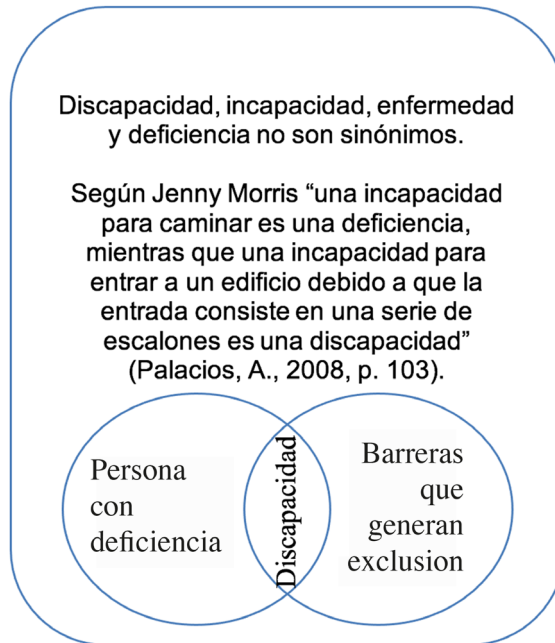 Discapacidad, incapacidad, enfermedad
y deficiencia no son sinónimos.
Según Jenny Morris “una incapacidad
para caminar es una deficiencia,
mientras que una incapacidad para
entrar a un edificio debido a que la
entrada consiste en una serie de
escalones es una discapacidad”
(Palacios, A., 2008, p. 103).
Persona
con
deficiencia
Discapacidad
Barreras
que
generan
exclusion